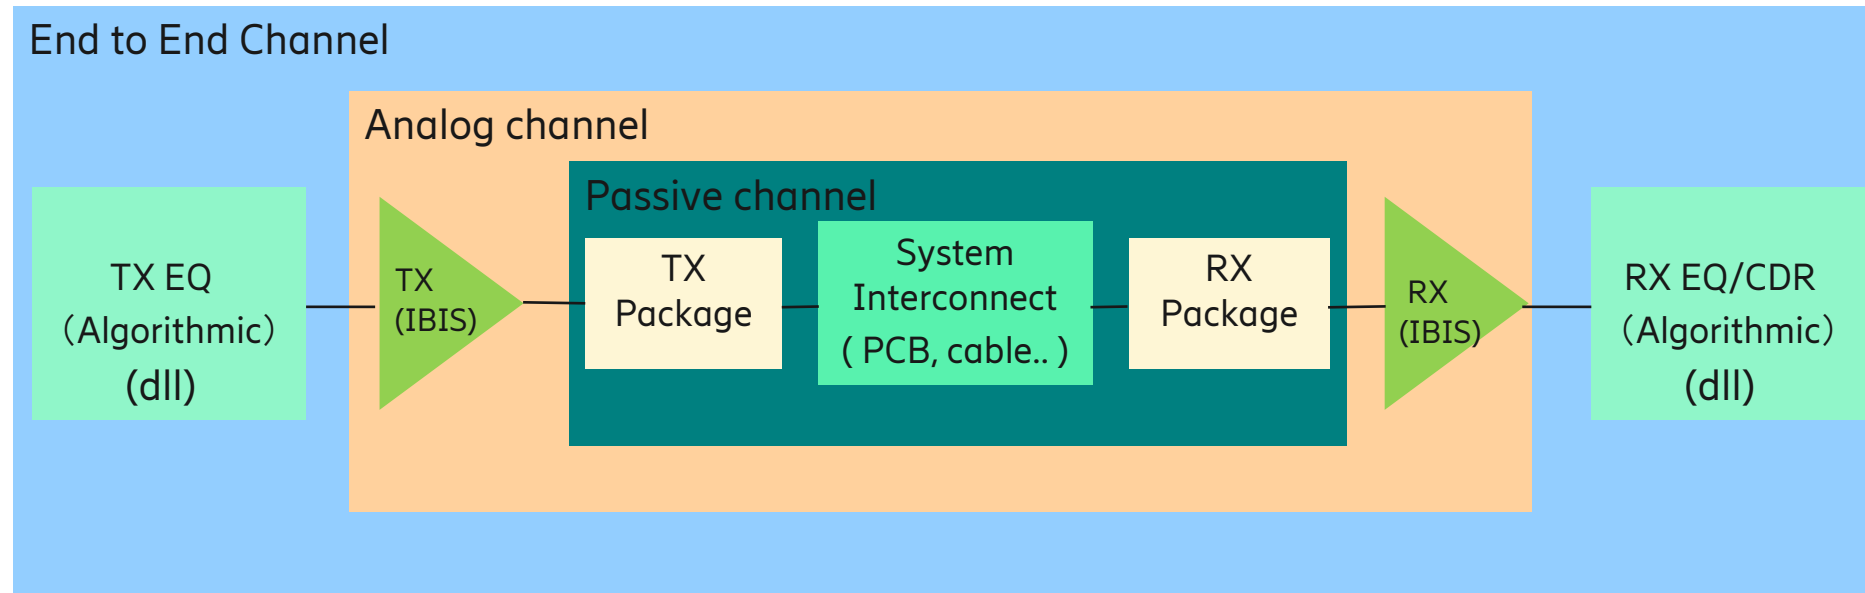 End to End Channel
Analog channel
Passive channel
TX EQ
（Algorithmic）
(dll)
TX
(IBIS)
TX
Package
System
Interconnect
( PCB, cable.. )
RX
Package
RX
(IBIS)
RX EQ/CDR
（Algorithmic）
(dll)